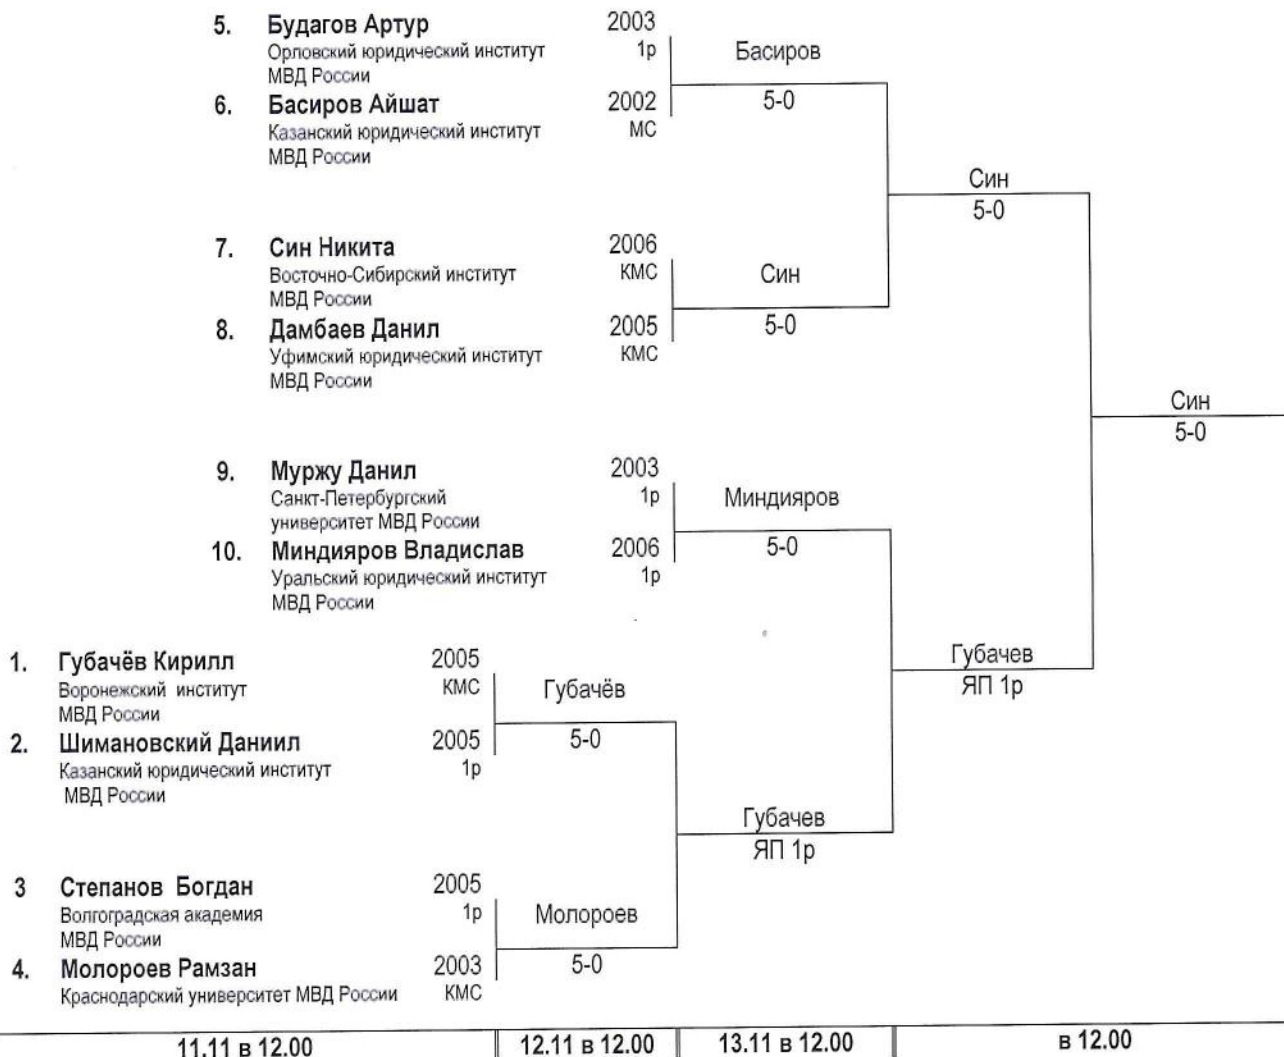 5. Будагов Артур 2003
Орловский юридический институт 1р
МВД России
Басиров
5-0
6. Басиров Айшат 2002
Казанский юридический институт МС
МВД России
Син
5-0
7. Син Никита 2006
Восточно-Сибирский институт КМС
МВД России
Син
5-0
8. Дамбаев Данил 2005
Уфимский юридический институт КМС
МВД России
Син
5-0
9. Муржу Данил 2003
Санкт-Петербургский 1р
университет МВД России
Миндияров
5-0
10. Миндияров Владислав 2006
Уральский юридический институт 1р
МВД России
Губачев
ЯП 1р
1. Губачёв Кирилл 2005
Воронежский институт КМС
МВД России
Губачёв
5-0
2. Шимановский Даниил 2005
Казанский юридический институт 1р
МВД России
Губачев
ЯП 1р
3 Степанов Богдан 2005
Волгоградская академия 1р
МВД России
Молороев
5-0
4. Молороев Рамзан 2003
Краснодарский университет МВД России КМС
11.11 в 12.00 12.11 в 12.00 13.11 в 12.00 в 12.00